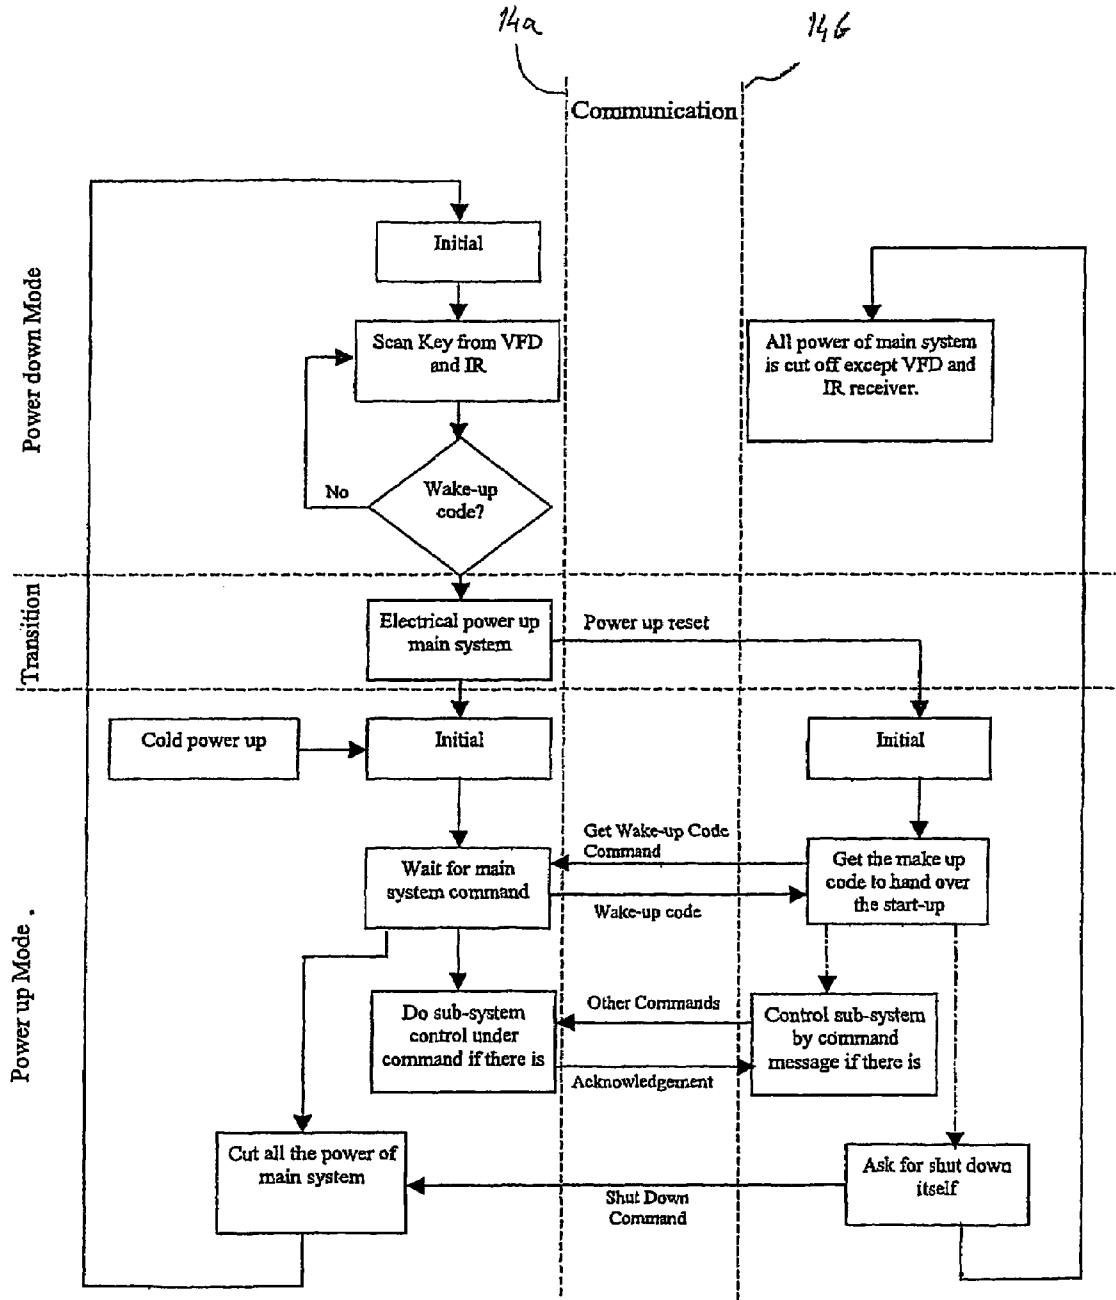 14a
14b
Communication
Power down Mode
Initial
Scan Key from VFD
and IR
All power of main system
is cut off except VFD and
IR receiver.
No
Wake-up
code?
Transition
Electrical power up
main system
Power up reset
Power up Mode .
Cold power up
Initial
Initial
Get Wake-up Code
Command
Wait for main
system command
Get the make up
code to hand over
the start-up
Wake-up code
Other Commands
Do sub-system
control under
command if there is
Control sub-system
by command
message if there is
Acknowledgement
Cut all the power of
main system
Ask for shut down
itself
Shut Down
Command